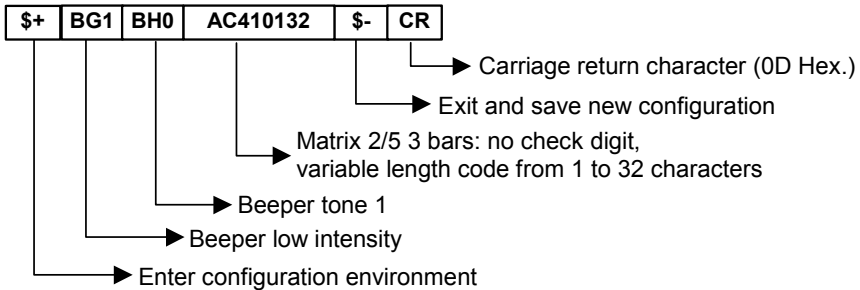 $+ BG1 BH0 AC410132 $- CR
Carriage return character (0D Hex.)
Exit and save new configuration
Matrix 2/5 3 bars: no check digit,
variable length code from 1 to 32 characters
Beeper tone 1
Beeper low intensity
Enter configuration environment